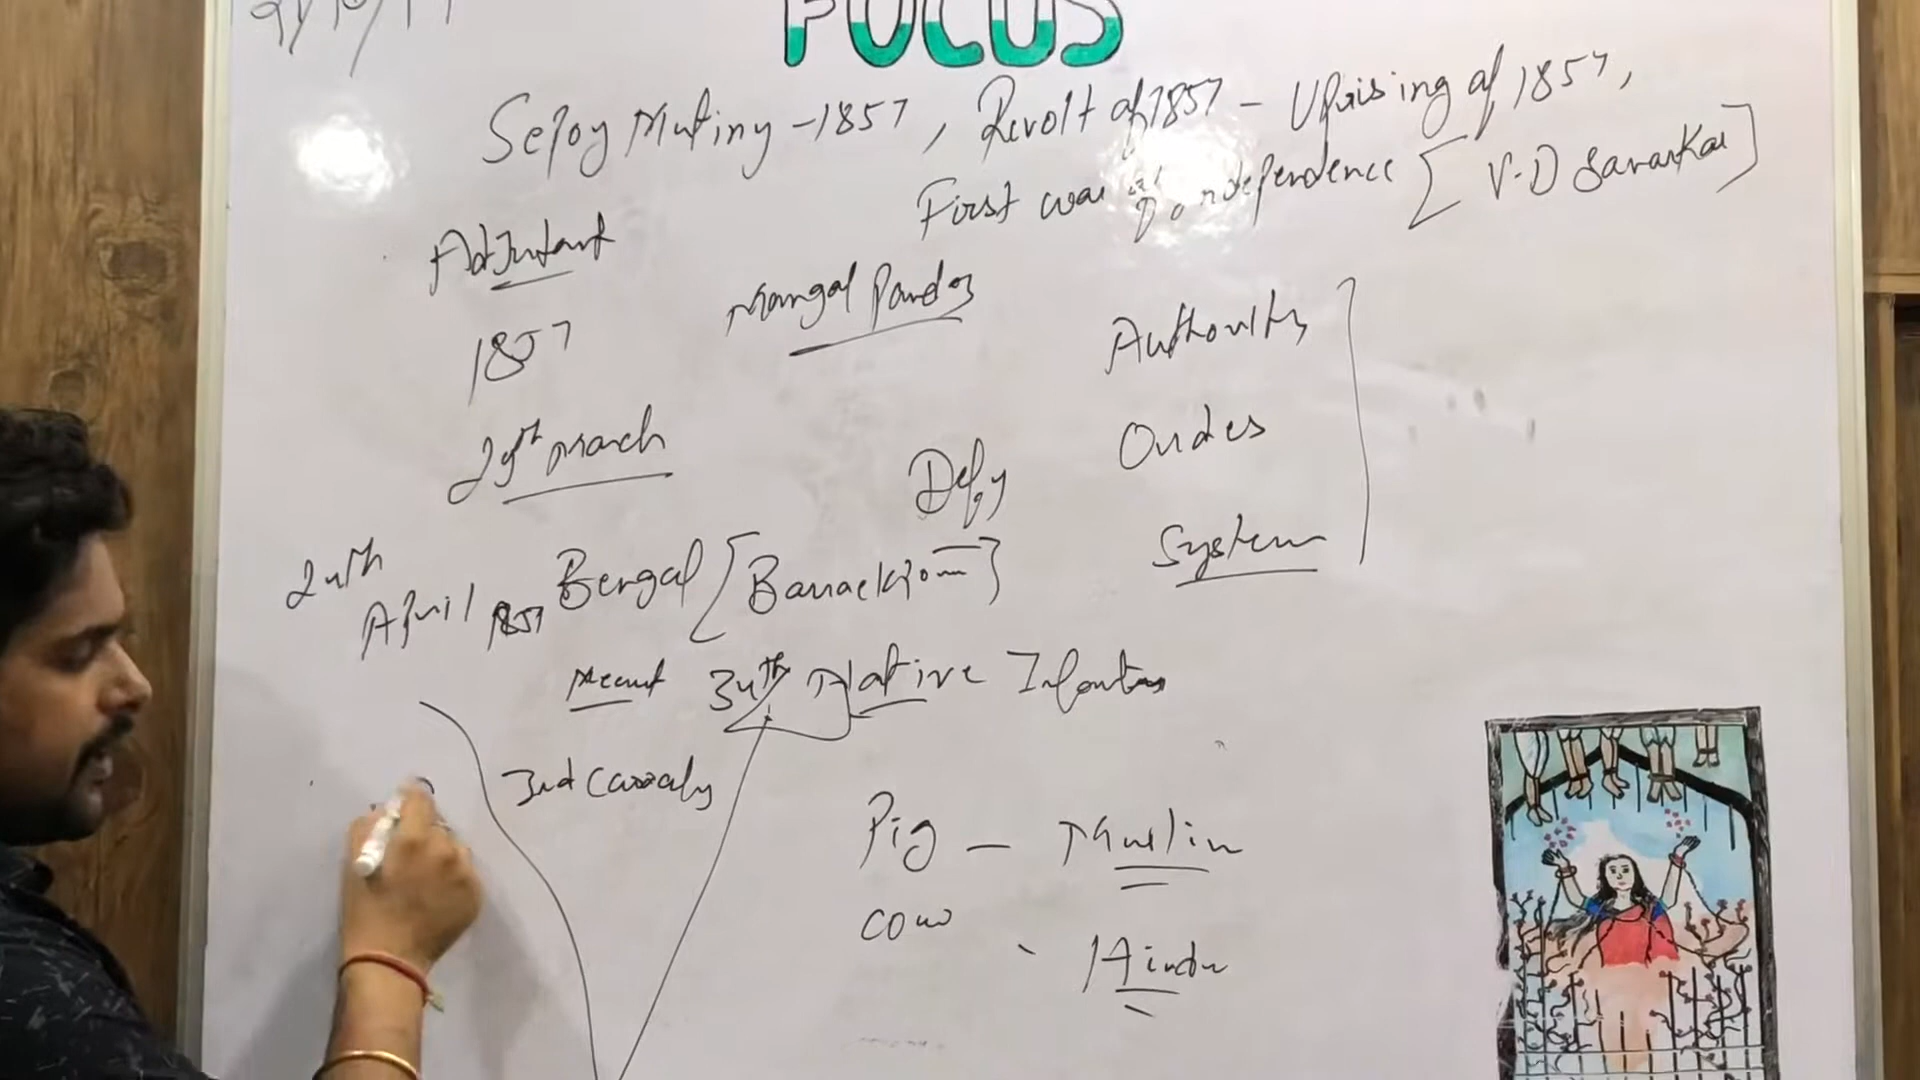 FOCUS
Sepoy Mutiny - 1857, Revolt of 1857 - Uprising of 1857,
First war of Independence [V.D Savarkar]
Adjutant
Mangal Pandey
1857
Authority
29th March
Defy
Orders
System
24th
April 1857
Bengal [Barrackpore]
Meerut
34th Native Infantry
3rd Cavalry
Pig - Muslim
Cow
Hindu